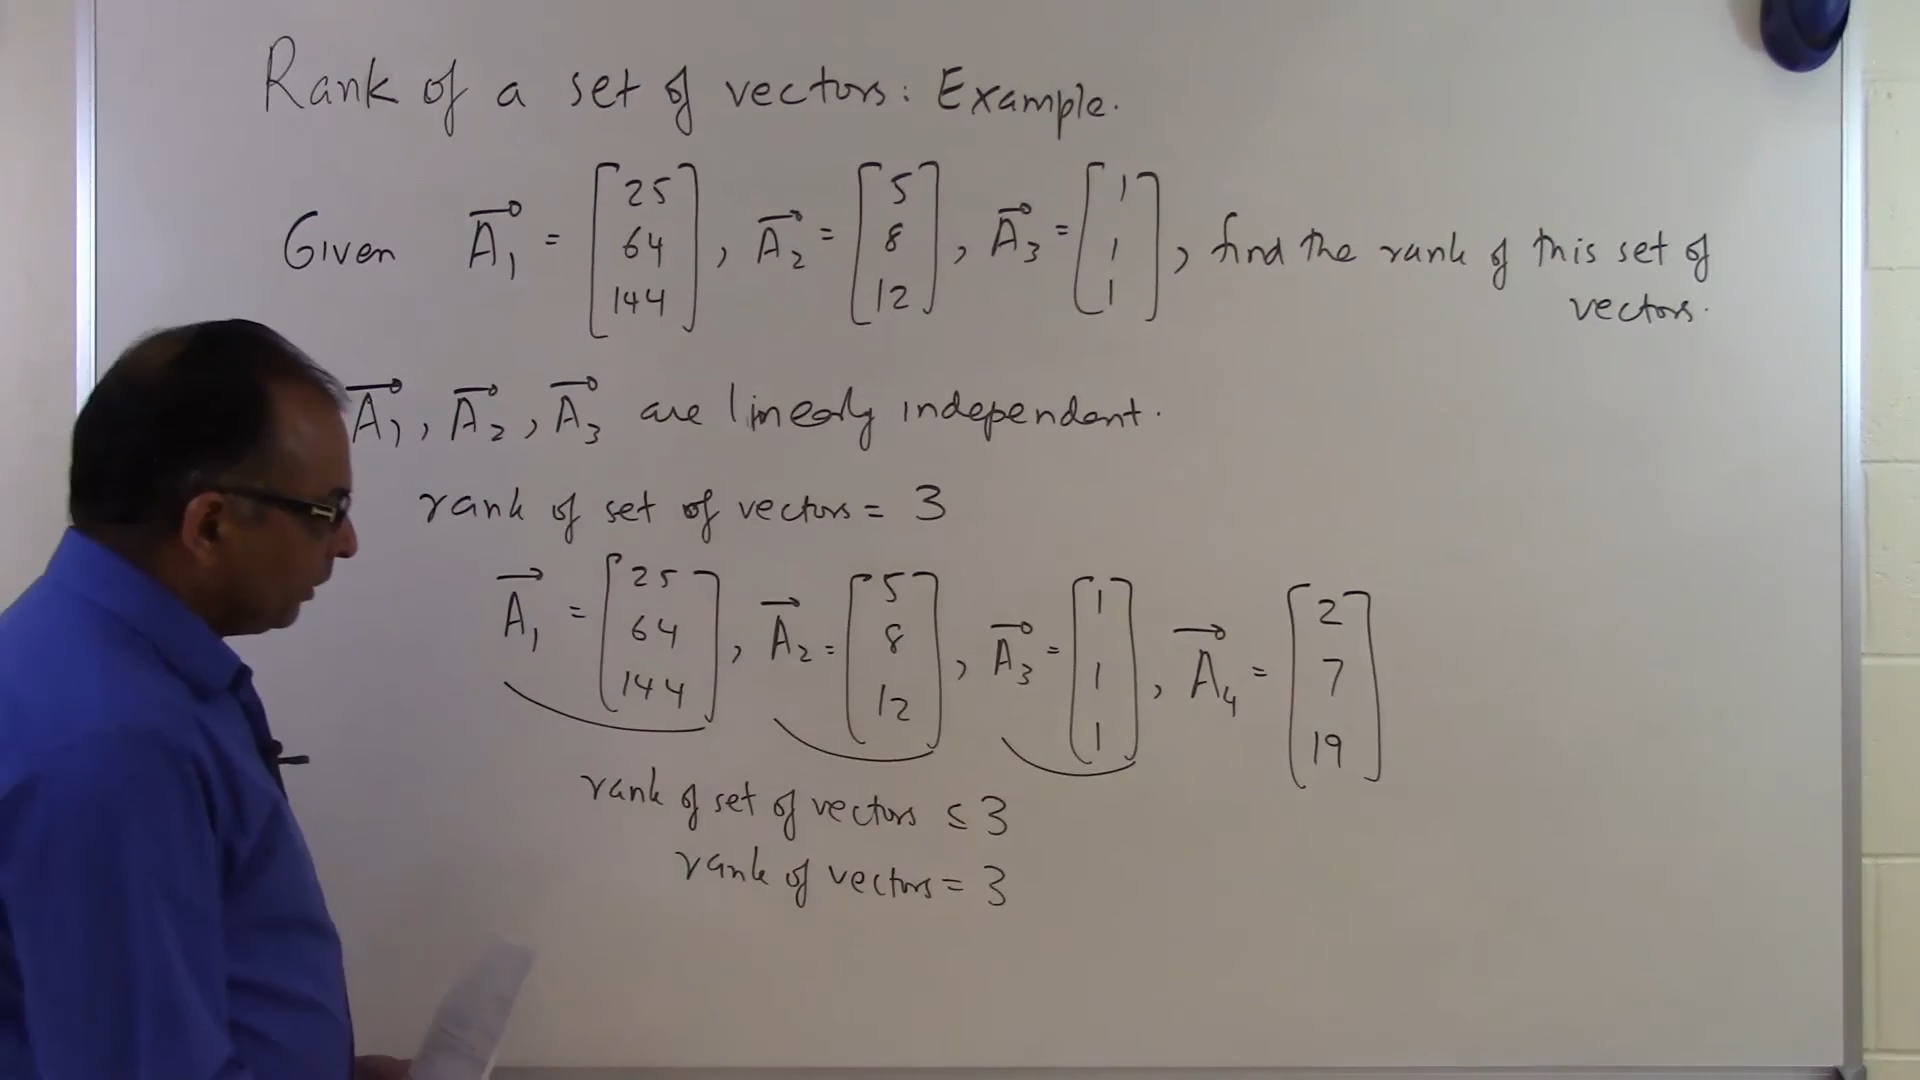 Rank of a set of vectors: Example.
Given A₁⃗ = [25 64 144], A₂⃗ = [5 8 12], A₃⃗ = [1 1 1], find the rank of this set of
vectors.
A₁⃗, A₂⃗, A₃⃗ are linearly independent.
rank of set of vectors = 3
A₁⃗ = [25 64 144], A₂⃗ = [5 8 12], A₃⃗ = [1 1 1], A₄⃗ = [2 7 19]
rank of set of vectors ≤ 3
rank of vectors = 3